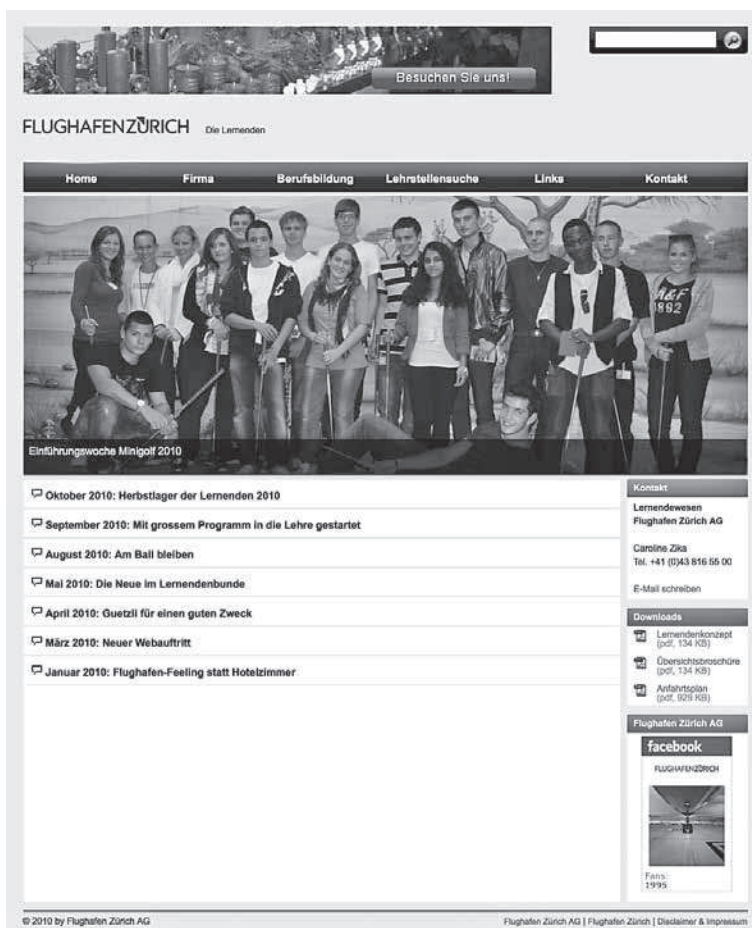 Besuchen Sie uns!
FLUGHAFENZÜRICH Die Lernenden
Home Firma Berufsbildung Lehrstellensuche Links Kontakt
R&F
1892
Einführungswoche Minigolf 2010
Oktober 2010: Herbstlager der Lernenden 2010
September 2010: Mit grossem Programm in die Lehre gestartet
August 2010: Am Ball bleiben
Mai 2010: Die Neue im Lernendenbunde
April 2010: Guetzli für einen guten Zweck
März 2010: Neuer Webauftritt
Januar 2010: Flughafen-Feeling statt Hotelzimmer
Kontakt
Lernendewesen
Flughafen Zürich AG
Caroline Zika
Tel. +41 (0)43 816 55 00
E-Mail schreiben
Downloads
Lernendenkonzept
(pdf, 134 KB)
Übersichtsbroschüre
(pdf, 134 KB)
Anfahrtsplan
(pdf, 929 KB)
Flughafen Zürich AG
facebook
FLUGHAFENZÜRICH
Fans:
1995
© 2010 by Flughafen Zürich AG
Flughafen Zürich AG | Flughafen Zürich | Disclaimer & Impressum